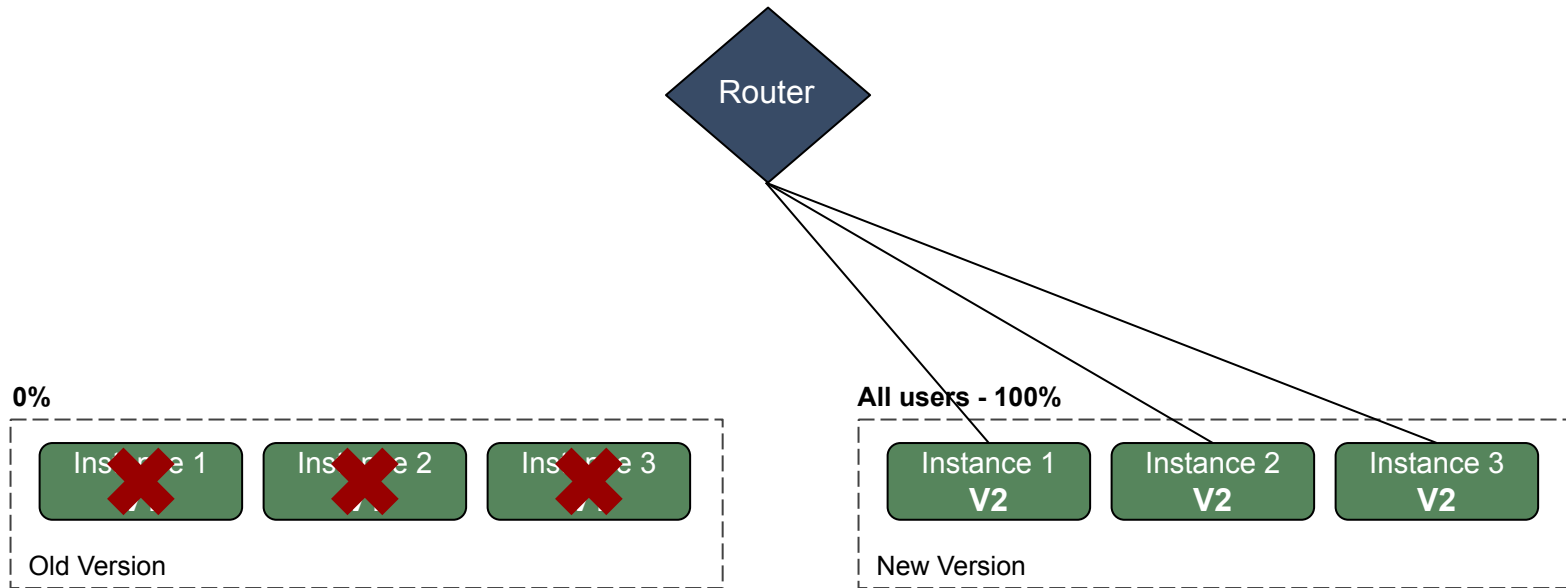 Router
0%
All users - 100%
Instance 1
V2
Instance 2
V2
Instance 3
V2
Old Version
New Version